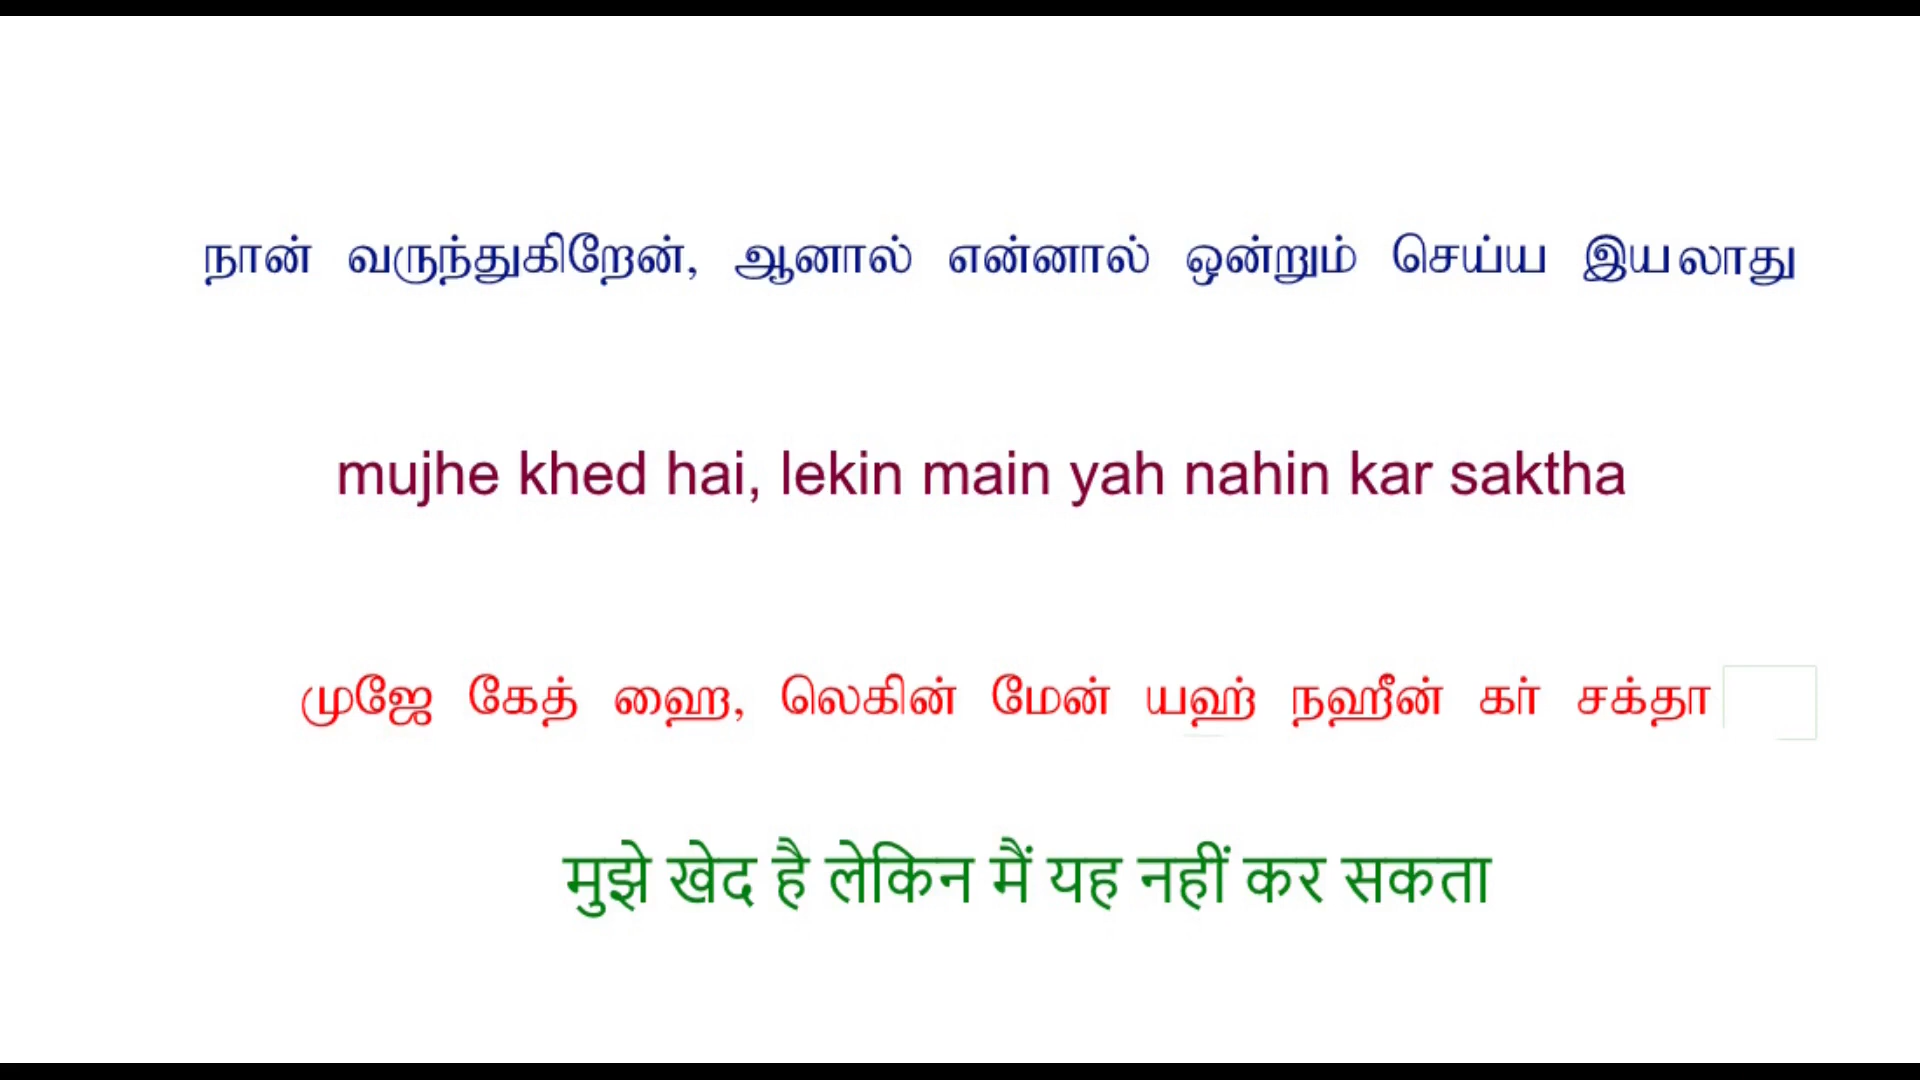 நான் வருந்துகிறேன், ஆனால் என்னால் ஒன்றும் செய்ய இயலாது
mujhe khed hai, lekin main yah nahin kar saktha
முஜே கேத் ஹை, லெகின் மேன் யஹ் நஹீன் கர் சக்தா
मुझे खेद है लेकिन मैं यह नहीं कर सकता